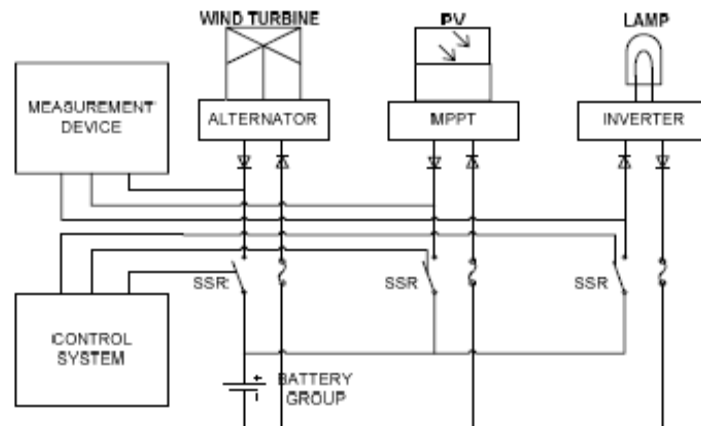 WIND TURBINE
PV
LAMP
MEASUREMENT
DEVICE
ALTERNATOR
MPPT
INVERTER
SSR
SSR
SSR
CONTROL
SYSTEM
BATTERY
GROUP